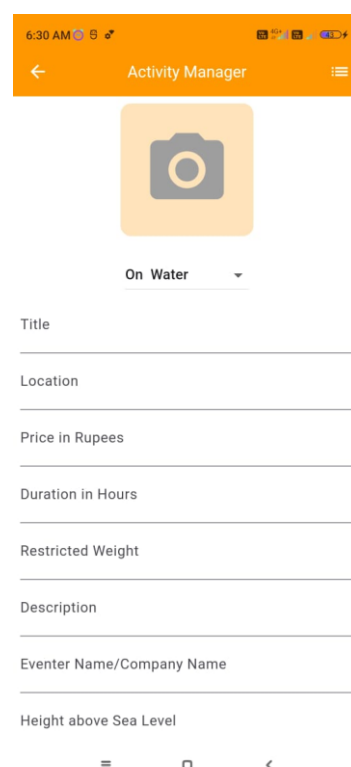 6:30 AM
Activity Manager
On Water
Title
Location
Price in Rupees
Duration in Hours
Restricted Weight
Description
Eventer Name/Company Name
Height above Sea Level